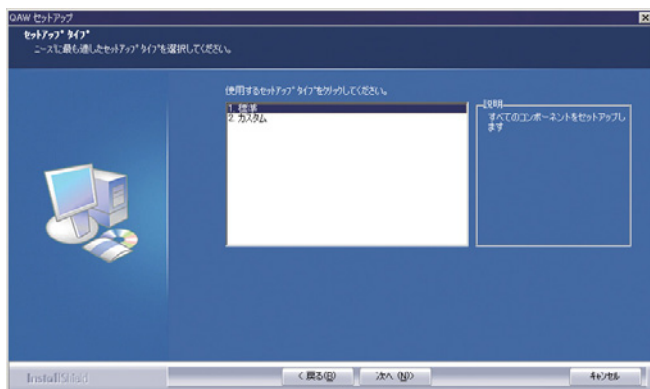 QAW セットアップ
セットアップ タイプ
ニーズに最も適したセットアップ タイプを選択してください。
使用するセットアップ タイプをクリックしてください。
1. 標準
2. カスタム
説明
すべてのコンポーネントをセットアップし
ます
InstallShield
< 戻る(B)
次へ (N)>
キャンセル